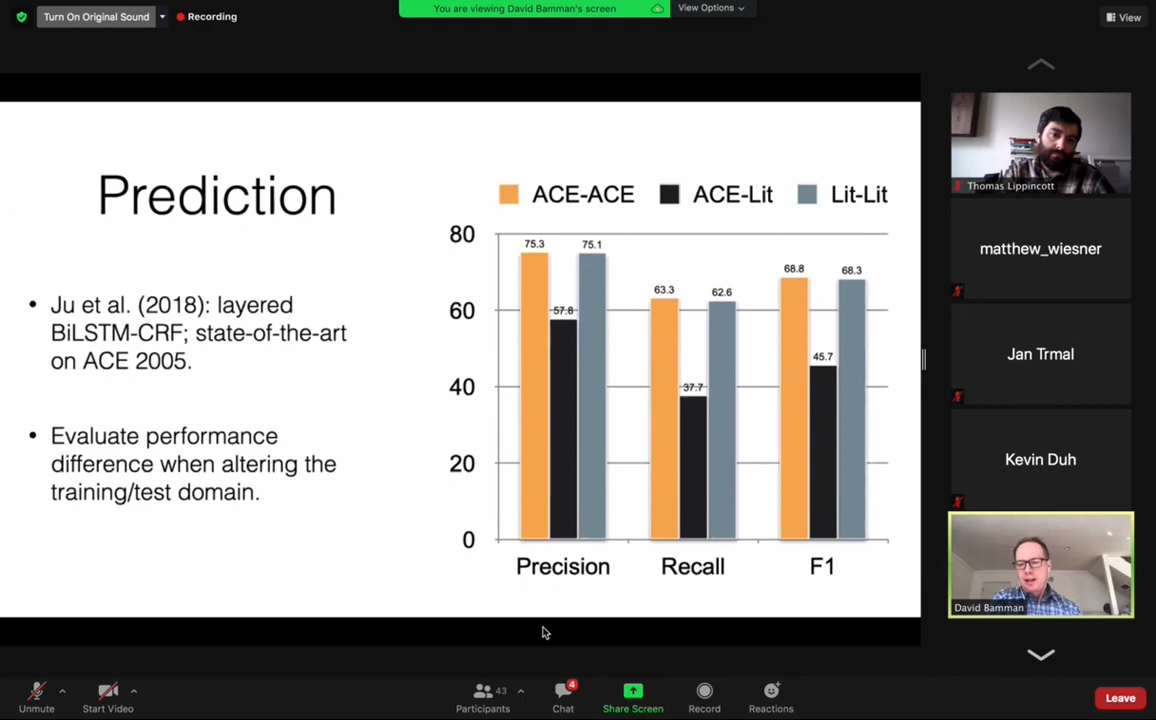 Turn On Original Sound
Recording
You are viewing David Bamman's screen
View Options
View
Prediction
• Ju et al. (2018): layered
BiLSTM-CRF; state-of-the-art
on ACE 2005.
• Evaluate performance
difference when altering the
training/test domain.
ACE-ACE ACE-Lit Lit-Lit
80
60
40
20
0
75.3 57.8 75.1
63.3 37.7 62.6
68.8 45.7 68.3
Precision Recall F1
Thomas Lippincott
matthew_wiesner
Jan Trmal
Kevin Duh
David Bamman
Unmute
Start Video
43
Participants
4
Chat
Share Screen
Record
Reactions
Leave